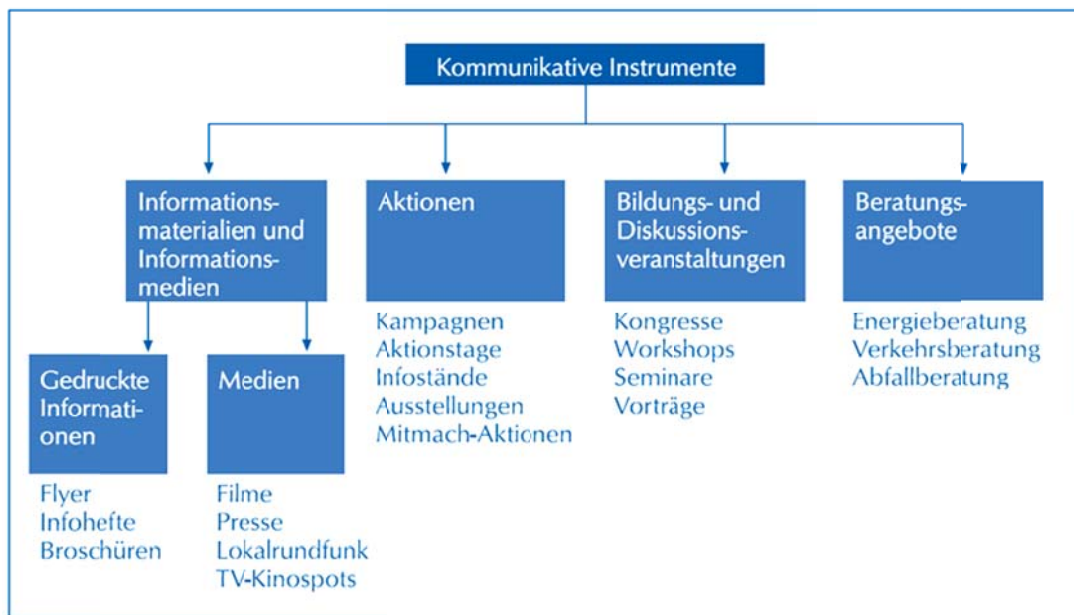 Kommunikative Instrumente
Informations-
materialien und
Informations-
medien
Gedruckte
Informati-
onen
Flyer
Infohefte
Broschüren
Medien
Filme
Presse
Lokalrundfunk
TV-Kinospots
Aktionen
Kampagnen
Aktionstage
Infostände
Ausstellungen
Mitmach-Aktionen
Bildungs- und
Diskussions-
veranstaltungen
Kongresse
Workshops
Seminare
Vorträge
Beratungs-
angebote
Energieberatung
Verkehrsberatung
Abfallberatung